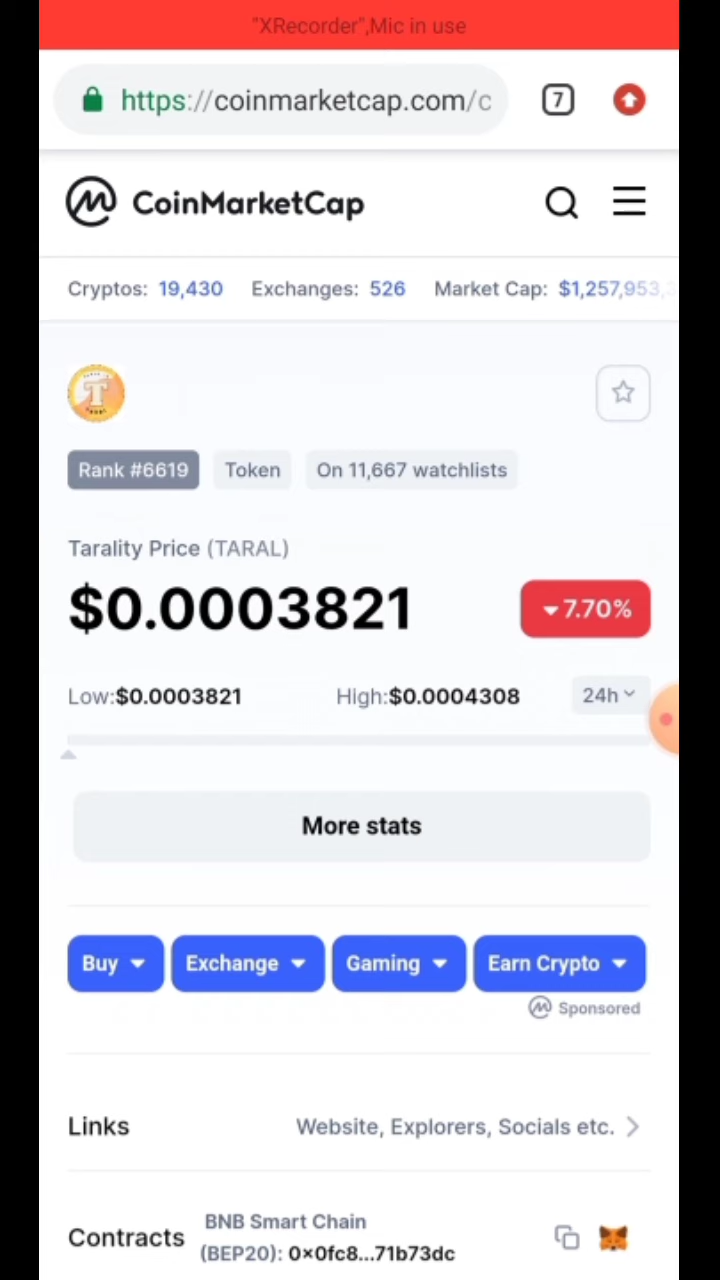 "XRecorder",Mic in use
https://coinmarketcap.com/c
7
CoinMarketCap
Cryptos: 19,430 Exchanges: 526 Market Cap: $1,257,953,3
Rank #6619 Token On 11,667 watchlists
Tarality Price (TARAL)
$0.0003821 7.70%
Low:$0.0003821 High:$0.0004308 24h
More stats
Buy Exchange Gaming Earn Crypto
Sponsored
Links Website, Explorers, Socials etc.
BNB Smart Chain
Contracts (BEP20): 0x0fc8...71b73dc